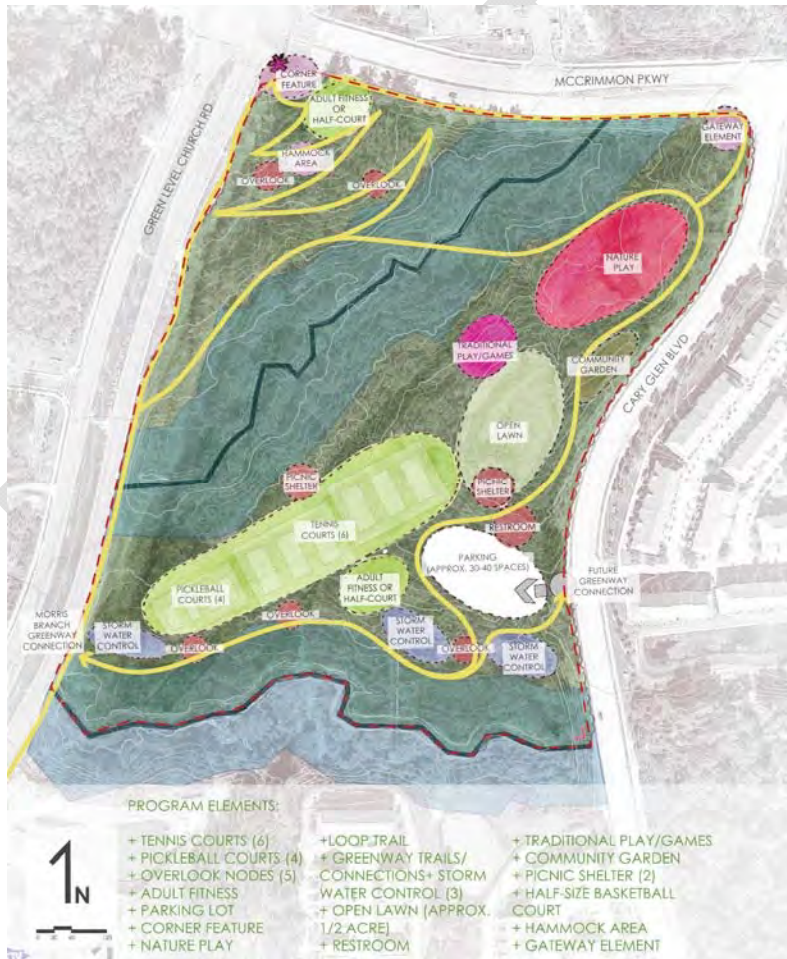 MCCRIMMON PKWY
CORNER
FEATURE
ADULT FITNESS
OR
HALF-COURT
GREEN LEVEL CHURCH RD.
GATEWAY
ELEMENT
HAMMOCK
AREA
OVERLOOK
OVERLOOK
NATURE
PLAY
TRADITIONAL
PLAY/GAMES
COMMUNITY
GARDEN
CARY GLEN BLVD
OPEN
LAWN
PICNIC
SHELTER
PICNIC
SHELTER
RESTROOM
TENNIS
COURTS (6)
PARKING
(APPROX. 30-40 SPACES)
ADULT
FITNESS OR
HALF-COURT
PICKLEBALL
COURTS (4)
FUTURE
GREENWAY
CONNECTION
MORRIS
BRANCH
GREENWAY
CONNECTION
OVERLOOK
STORM
WATER
CONTROL
STORM
WATER
CONTROL
OVERLOOK
OVERLOOK
STORM
WATER
CONTROL
PROGRAM ELEMENTS:
+ TENNIS COURTS (6)
+ PICKLEBALL COURTS (4)
+ OVERLOOK NODES (5)
+ ADULT FITNESS
+ PARKING LOT
+ CORNER FEATURE
+ NATURE PLAY
+LOOP TRAIL
+ GREENWAY TRAILS/
CONNECTIONS+ STORM
WATER CONTROL (3)
+ OPEN LAWN (APPROX.
1/2 ACRE)
+ RESTROOM
+ TRADITIONAL PLAY/GAMES
+ COMMUNITY GARDEN
+ PICNIC SHELTER (2)
+ HALF-SIZE BASKETBALL
COURT
+ HAMMOCK AREA
+ GATEWAY ELEMENT
N